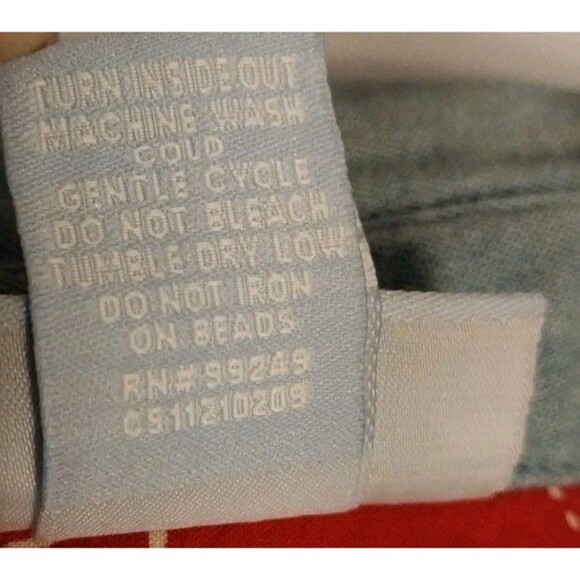 TURN INSIDE OUT
MACHINE WASH
COLD
GENTLE CYCLE
DO NOT BLEACH
TUMBLE DRY LOW
DO NOT IRON
ON BEADS
RN#99249
CS11210209